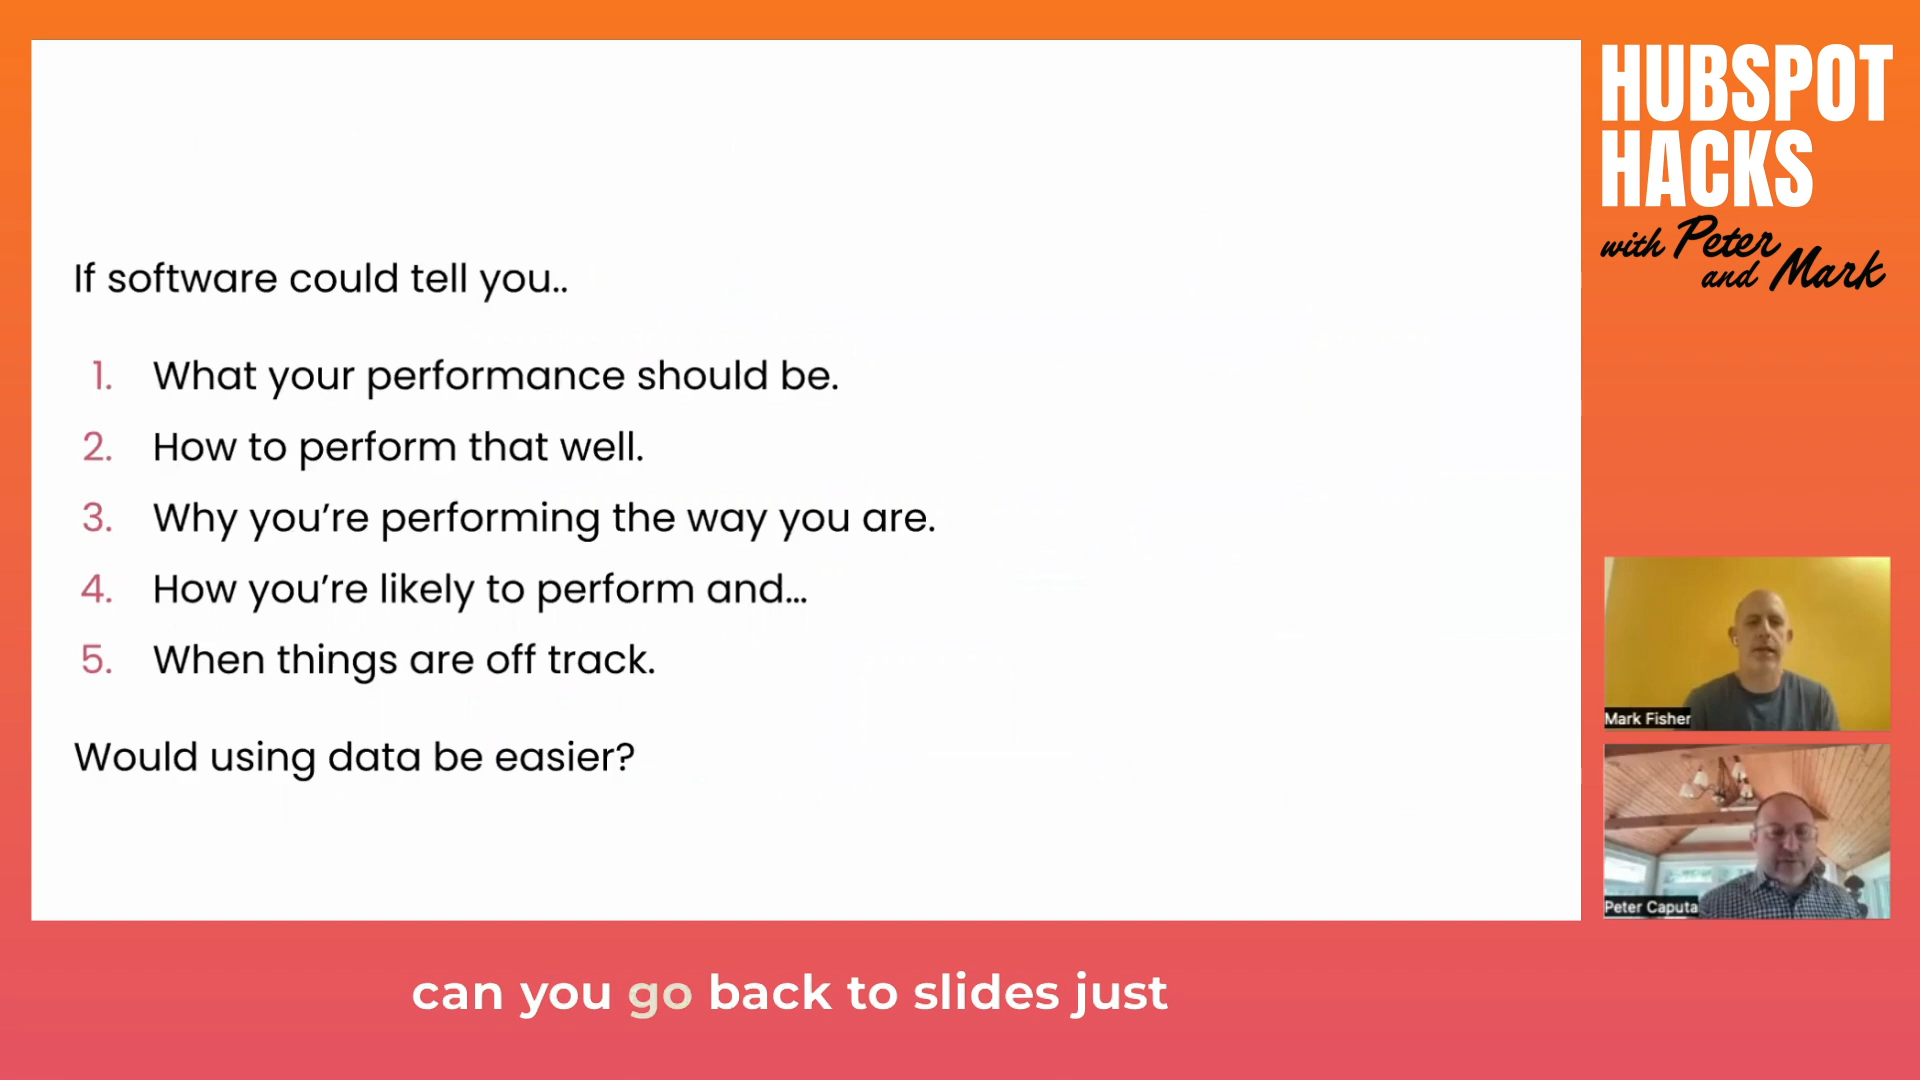 HUBSPOT
HACKS
with Peter
and Mark
If software could tell you..
1. What your performance should be.
2. How to perform that well.
3. Why you’re performing the way you are.
4. How you’re likely to perform and...
5. When things are off track.
Would using data be easier?
Mark Fisher
Peter Caputa
can you go back to slides just